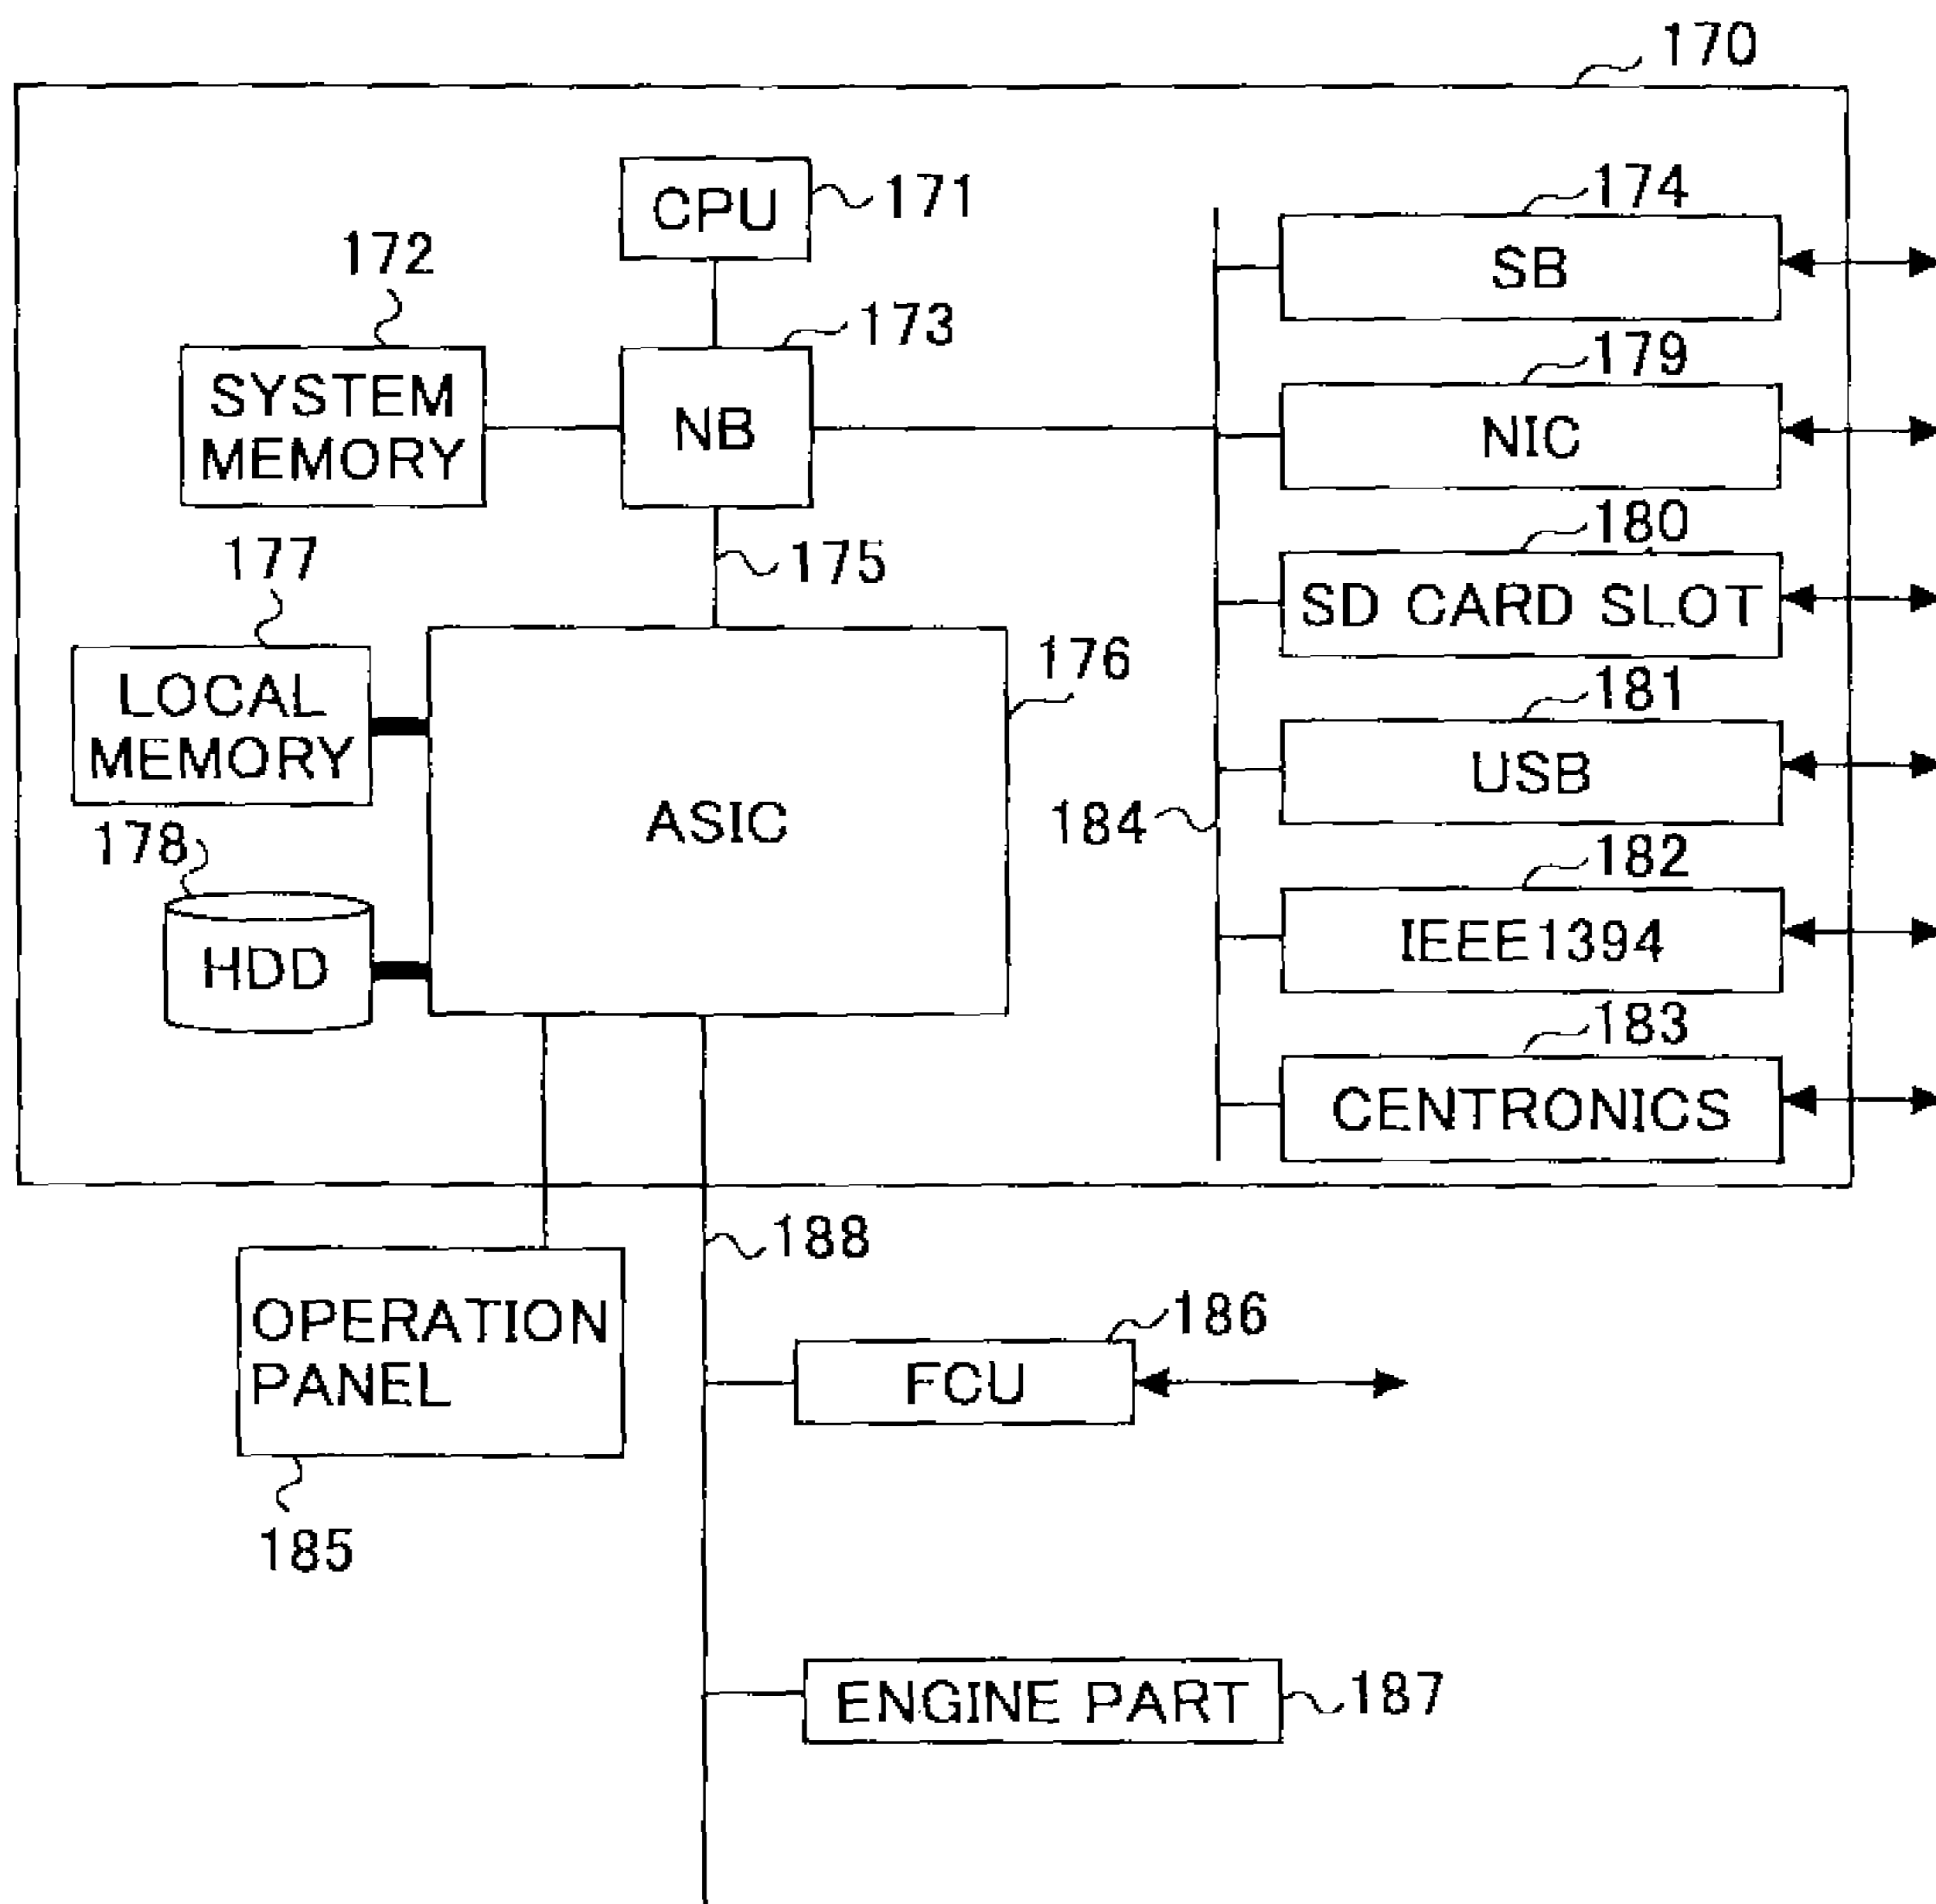 170
CPU
171
174
SB
172
173
SYSTEM
MEMORY
NB
179
NIC
177
175
180
SD CARD SLOT
LOCAL
MEMORY
176
ASIC
181
USB
184
178
HDD
182
IEEE1394
183
CENTRONICS
188
OPERATION
PANEL
186
FCU
185
ENGINE PART
187